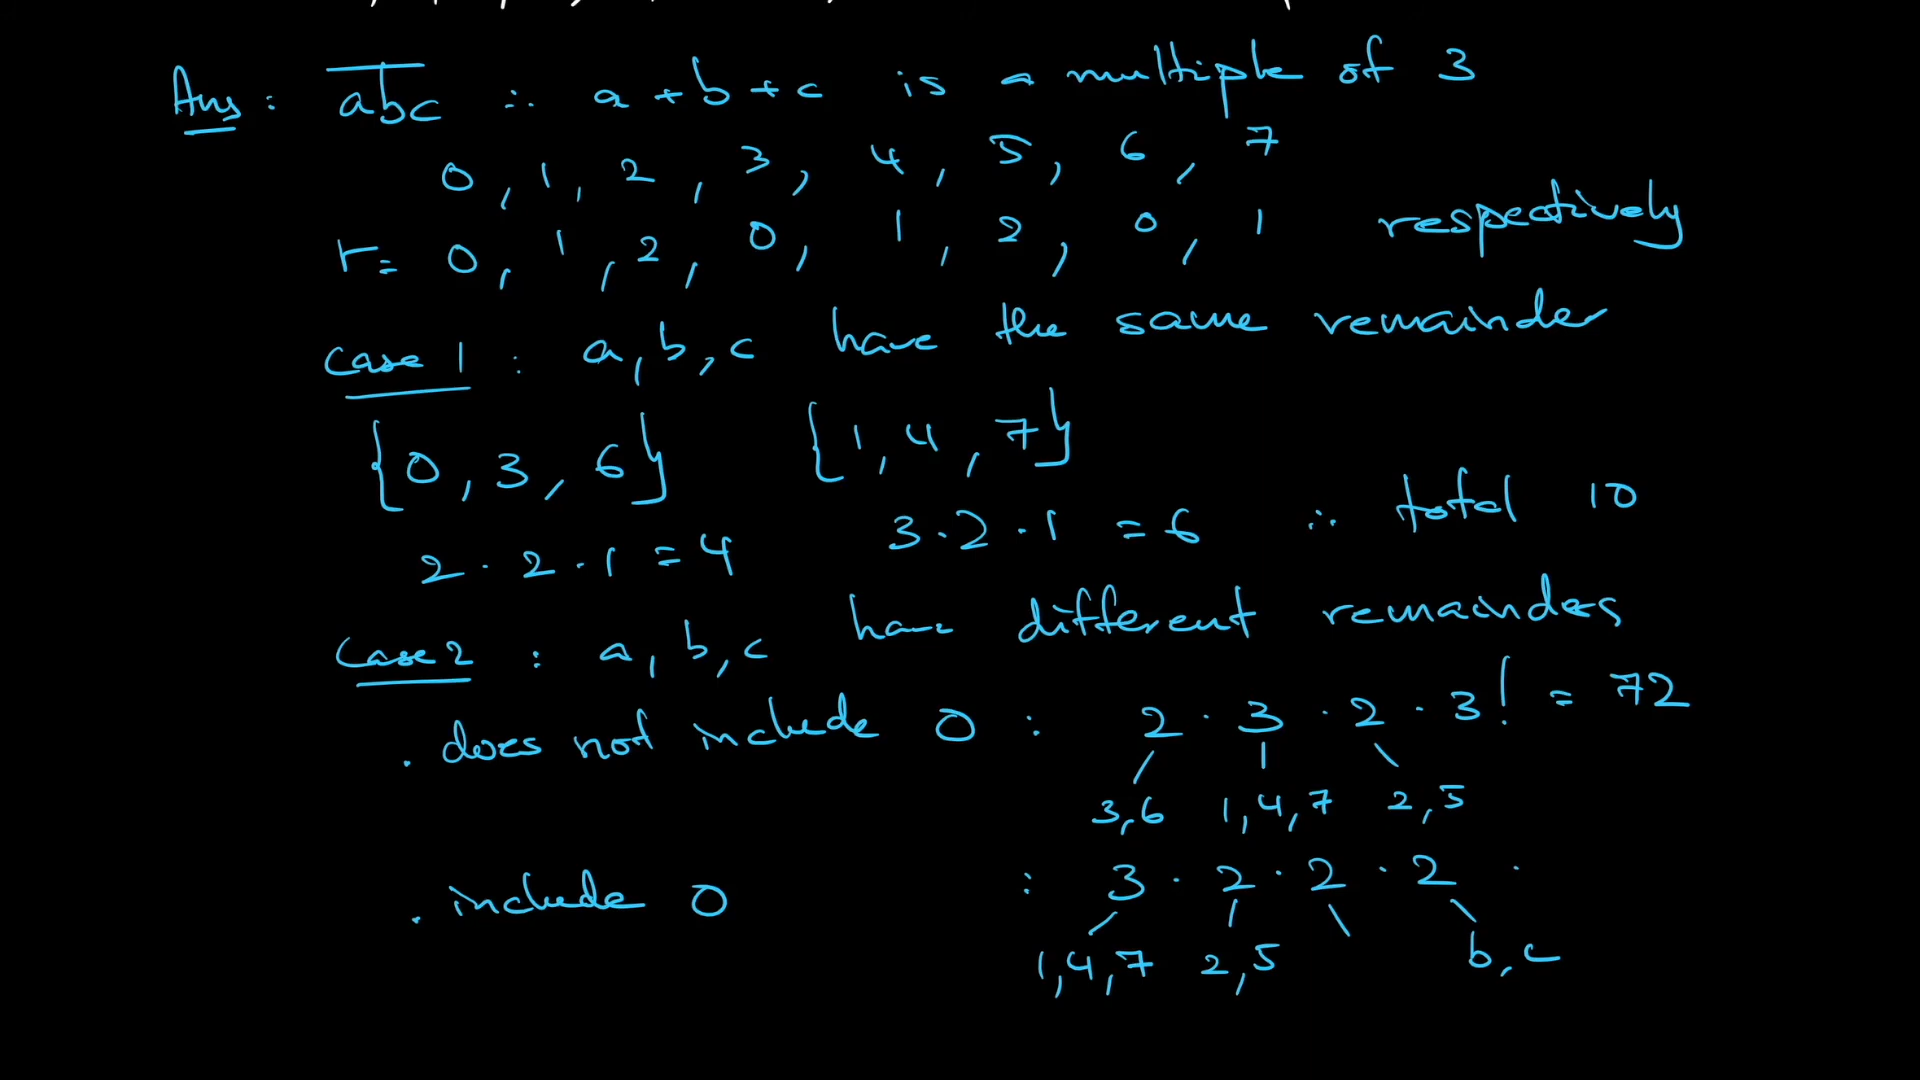 Ans : abc ∴ a + b + c is a multiple of 3
0, 1, 2, 3, 4, 5, 6, 7
r = 0, 1, 2, 0, 1, 2, 0, 1 respectively
Case 1 : a, b, c have the same remainder
{0, 3, 6} {1, 4, 7}
2 · 2 · 1 = 4 3 · 2 · 1 = 6 ∴ total 10
Case 2 : a, b, c have different remainders
. does not include 0 : 2 · 3 · 2 · 3! = 72
3, 6 1, 4, 7 2, 5
. include 0 : 3 · 2 · 2 · 2 ·
1, 4, 7 2, 5 b, c